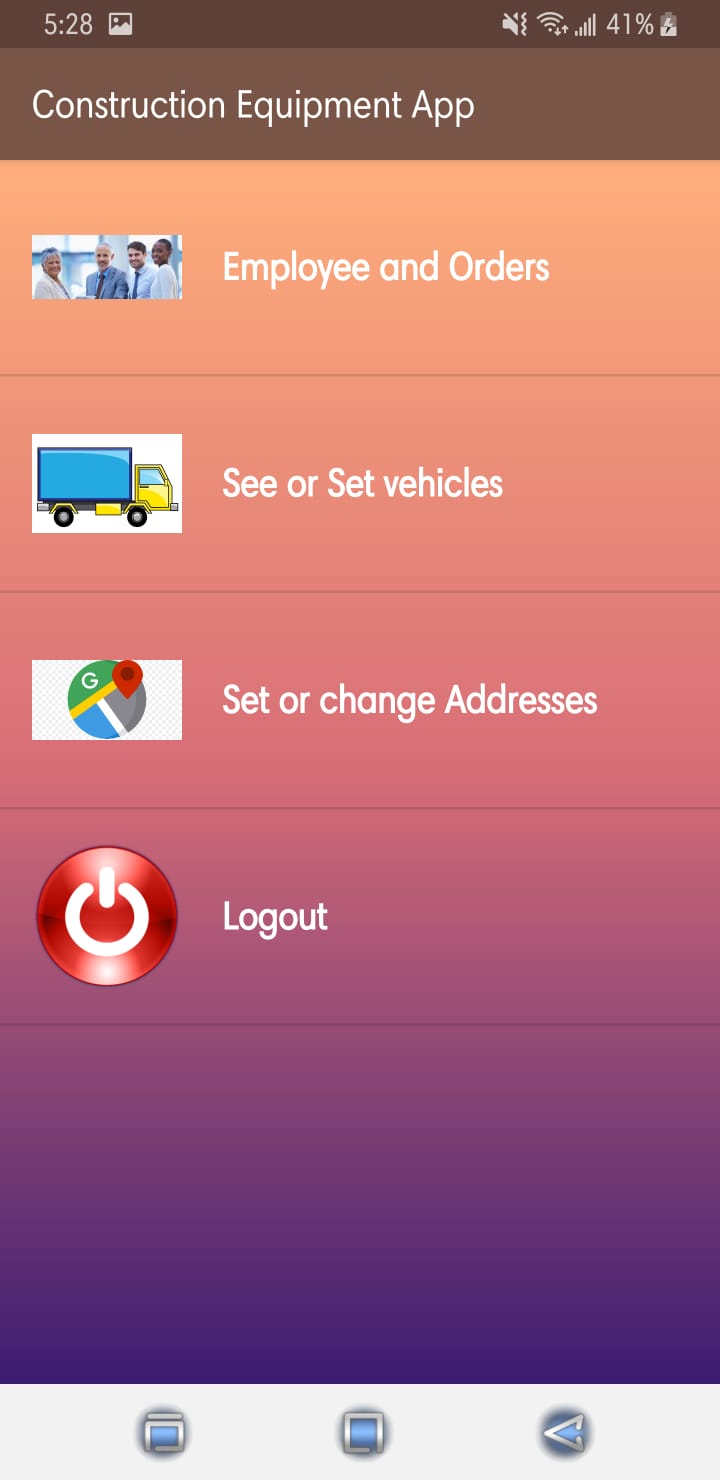 5:28
41%
Construction Equipment App
Employee and Orders
See or Set vehicles
G
Set or change Addresses
Logout